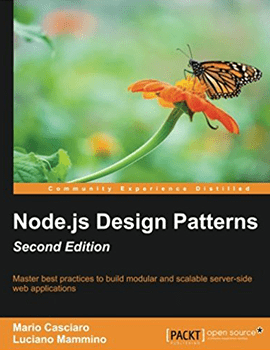 Community Experience Distilled
Node.js Design Patterns
Second Edition
Master best practices to build modular and scalable server-side
web applications
Mario Casciaro
Luciano Mammino
PACKT
PUBLISHING
open source*